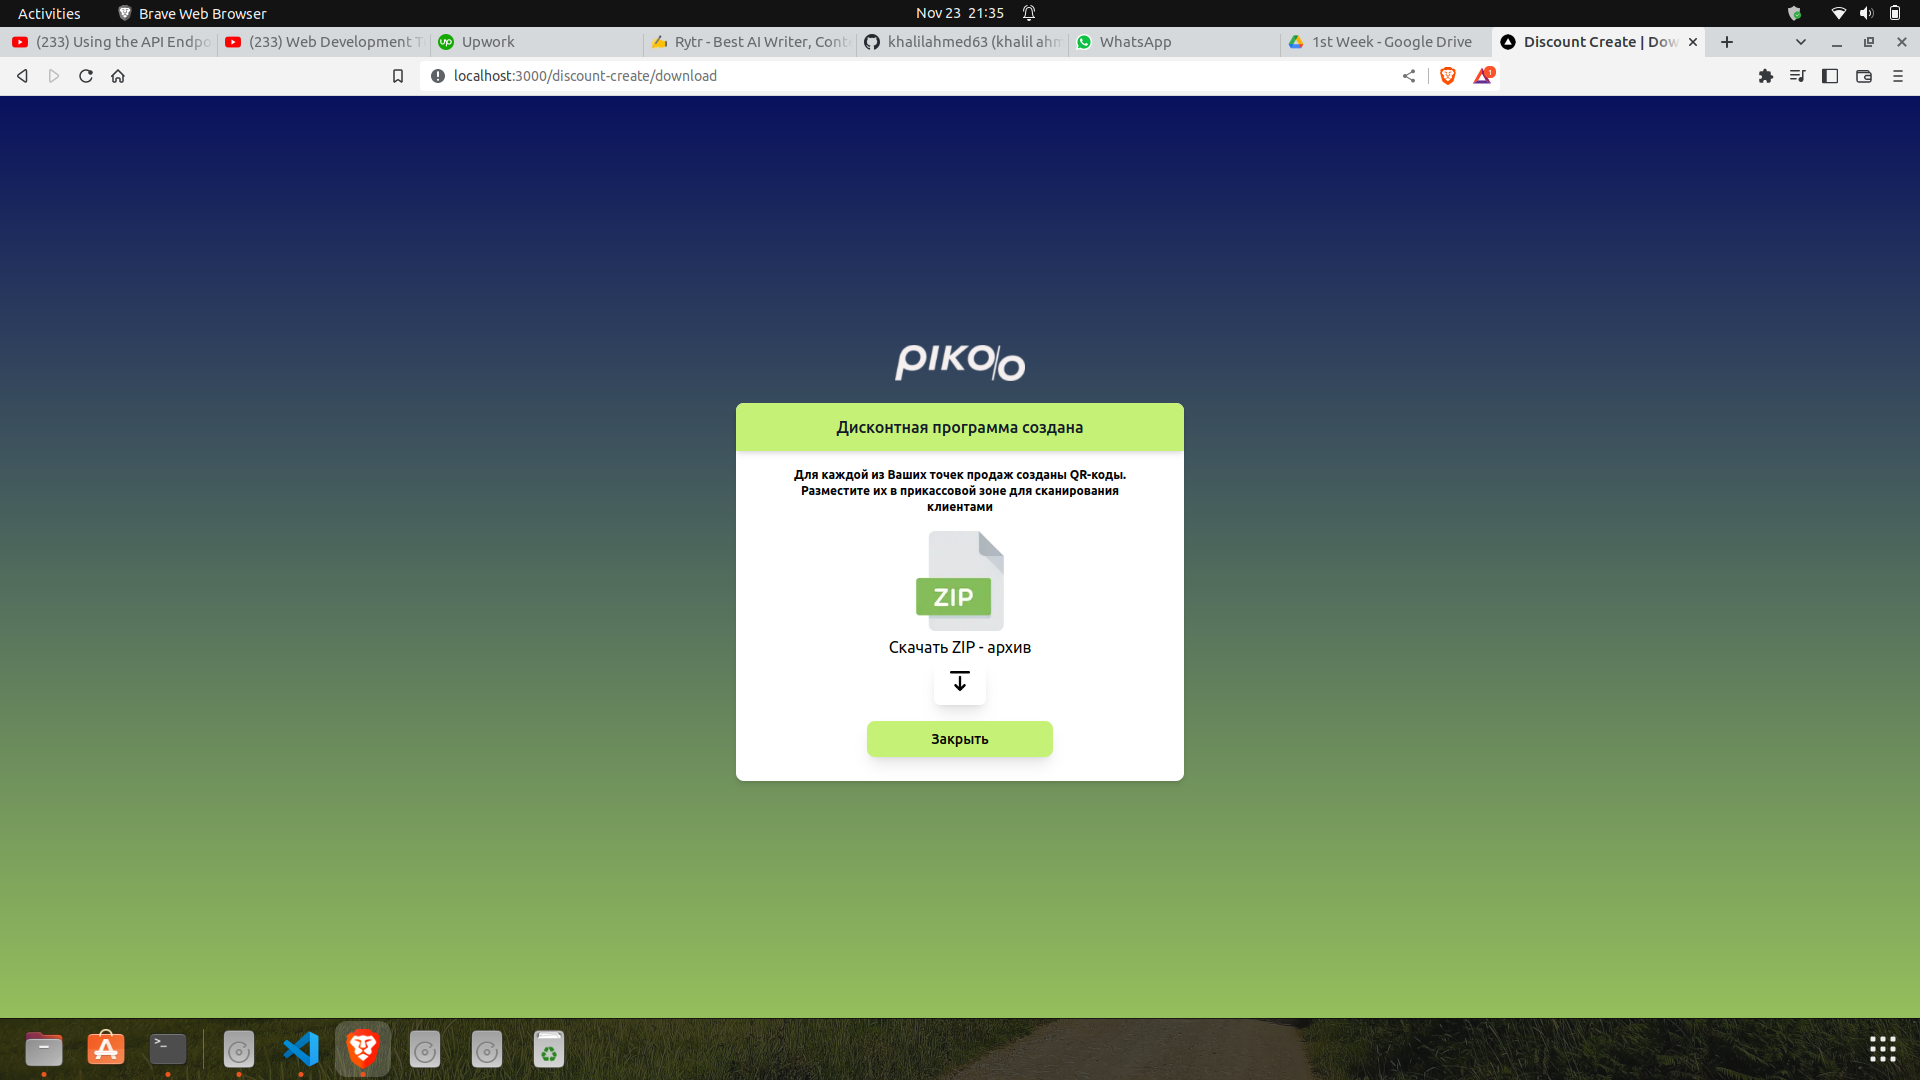 Activities
Brave Web Browser
Nov 23 21:35
(233) Using the API Endpo
(233) Web Development T
Upwork
Rytr - Best AI Writer, Cont
khalilahmed63 (khalil ahm
WhatsApp
1st Week - Google Drive
Discount Create | Dow
localhost:3000/discount-create/download
1
piko%
Дисконтная программа создана
Для каждой из Ваших точек продаж созданы QR-коды.
Разместите их в прикассовой зоне для сканирования
клиентами
ZIP
Скачать ZIP - архив
Закрыть